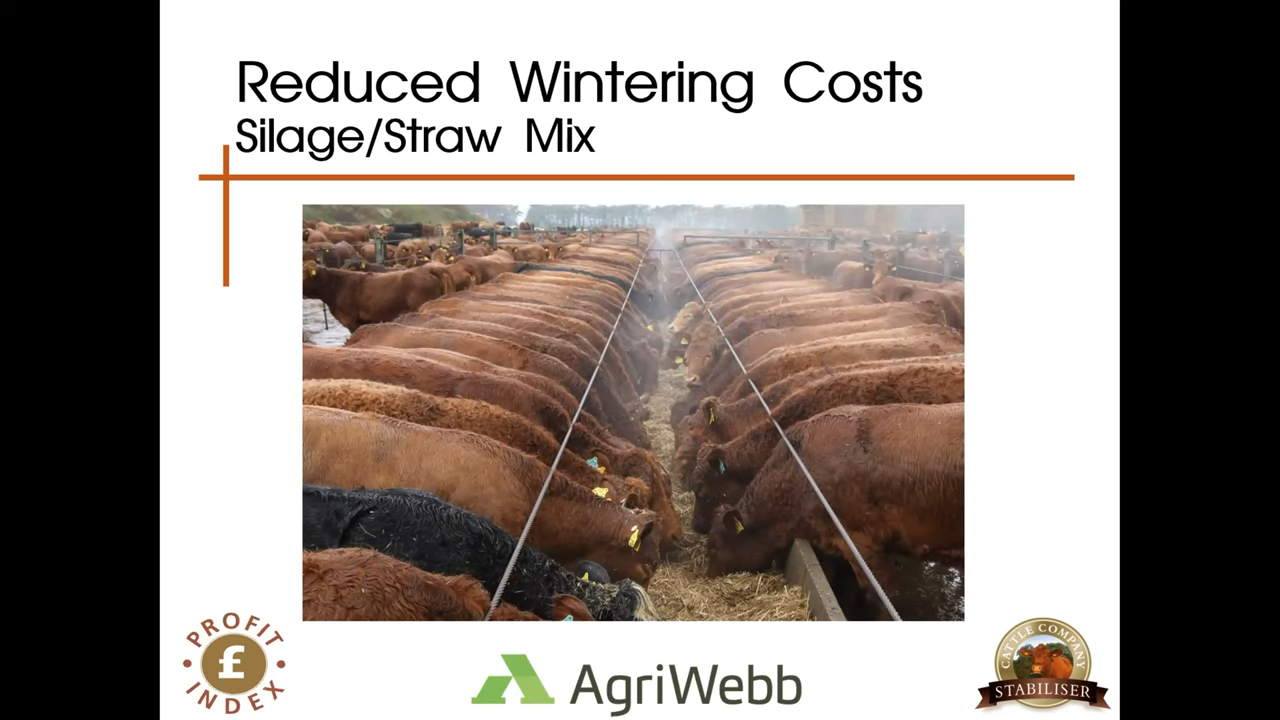 Reduced Wintering Costs
Silage/Straw Mix
PROFIT
£
INDEX
AgriWebb
CATTLE COMPANY
STABILISER